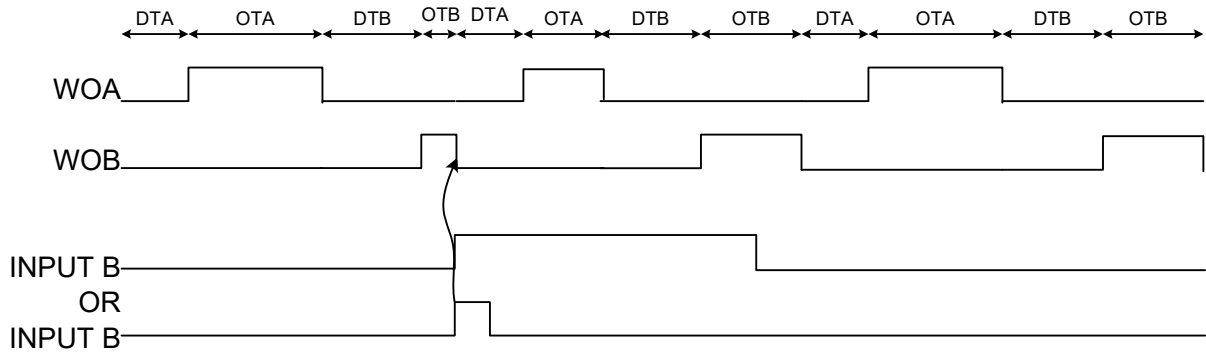 DTA OTA DTB OTB DTA OTA DTB OTB DTA OTA DTB OTB
WOA
WOB
INPUT B
OR
INPUT B